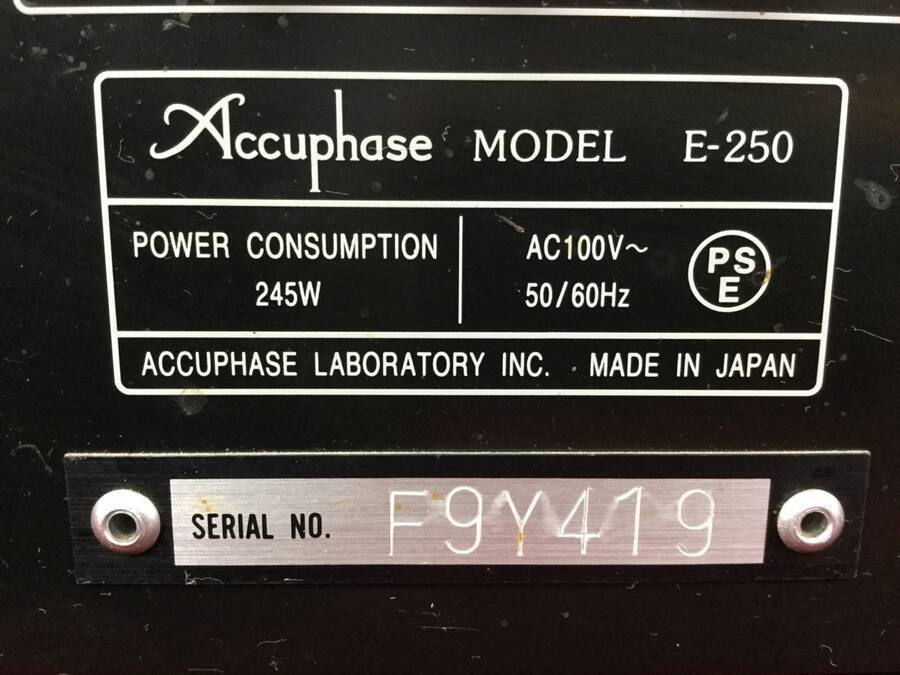 Accuphase MODEL E-250
POWER CONSUMPTION
245W
AC100V~
50/60Hz
PS
E
ACCUPHASE LABORATORY INC. · MADE IN JAPAN
SERIAL NO. F9Y419